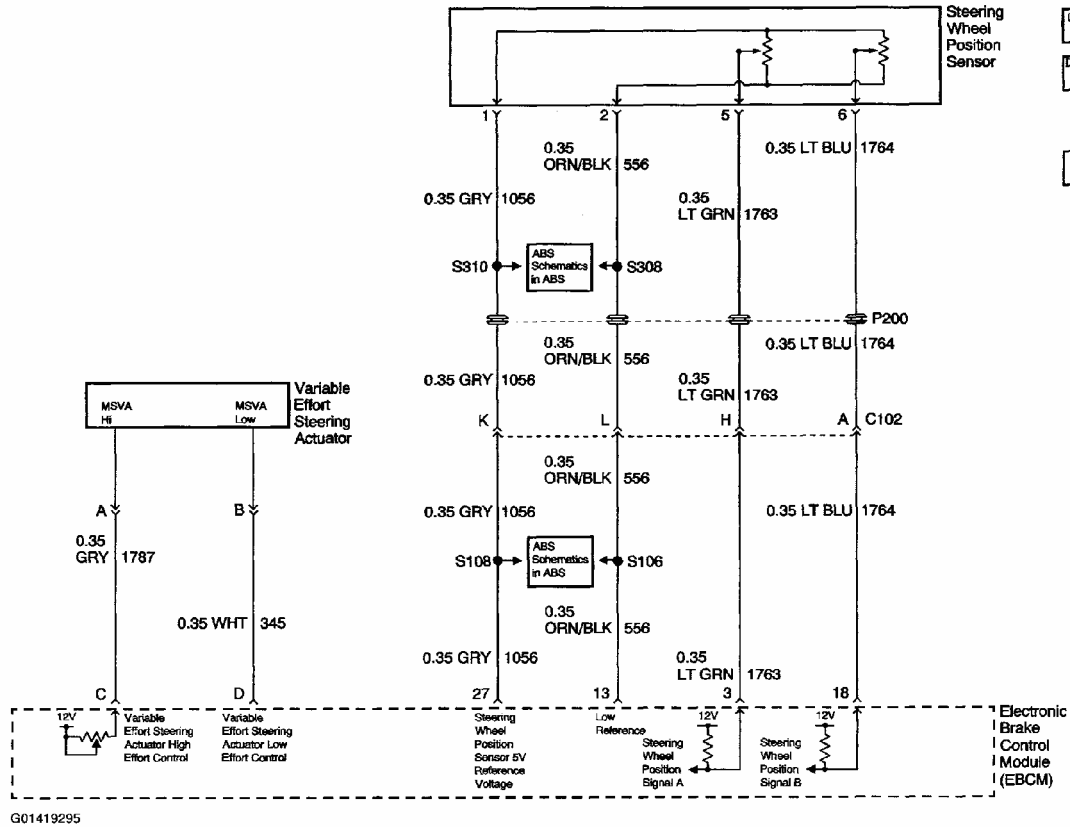 Steering
Wheel
Position
Sensor
1
2
5
6
0.35
ORN/BLK 556
0.35 LT BLU 1764
0.35 GRY 1056
0.35
LT GRN 1763
S310
ABS
Schematics
in ABS
S308
P200
0.35
ORN/BLK 556
0.35 LT BLU 1764
0.35 GRY 1056
0.35
LT GRN 1763
Variable
Effort
Steering
Actuator
MSVA
Hi
MSVA
Low
K
L
H
A
C102
0.35
ORN/BLK 556
0.35 GRY 1056
0.35 LT BLU 1764
A
B
0.35
GRY 1787
S108
ABS
Schematics
in ABS
S106
0.35 WHT 345
0.35
ORN/BLK 556
0.35 GRY 1056
0.35
LT GRN 1763
C
D
27
13
3
18
12V
Variable
Effort Steering
Actuator High
Effort Control
Variable
Effort Steering
Actuator Low
Effort Control
Steering
Wheel
Position
Sensor 5V
Reference
Voltage
Low
Reference
12V
Steering
Wheel
Position
Signal A
12V
Steering
Wheel
Position
Signal B
Electronic
Brake
Control
Module
(EBCM)
G01419295